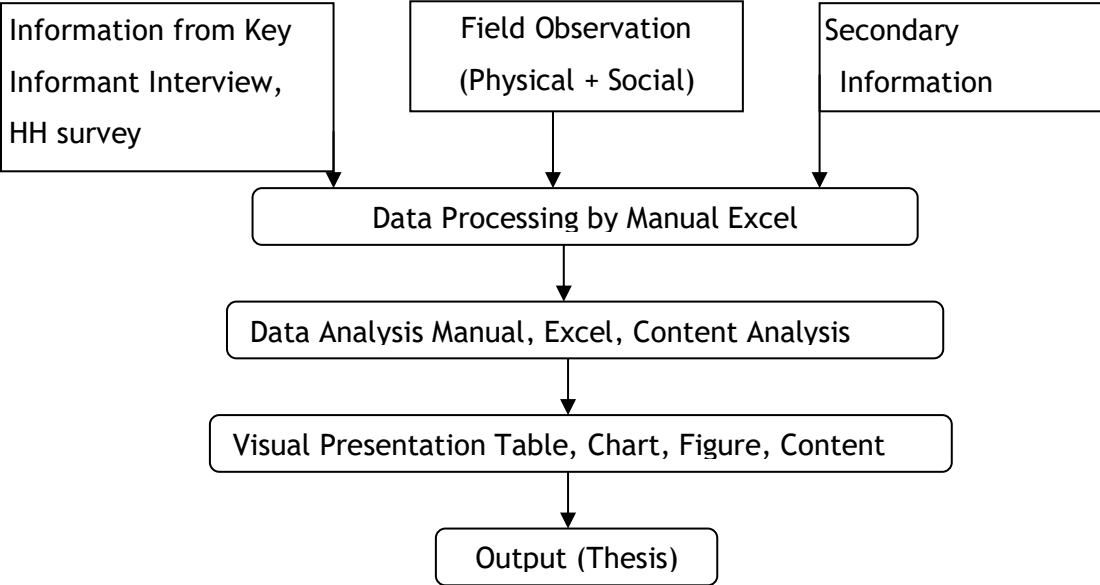 Information from Key
Informant Interview,
HH survey
Field Observation
(Physical + Social)
Secondary
Information
Data Processing by Manual Excel
Data Analysis Manual, Excel, Content Analysis
Visual Presentation Table, Chart, Figure, Content
Output (Thesis)